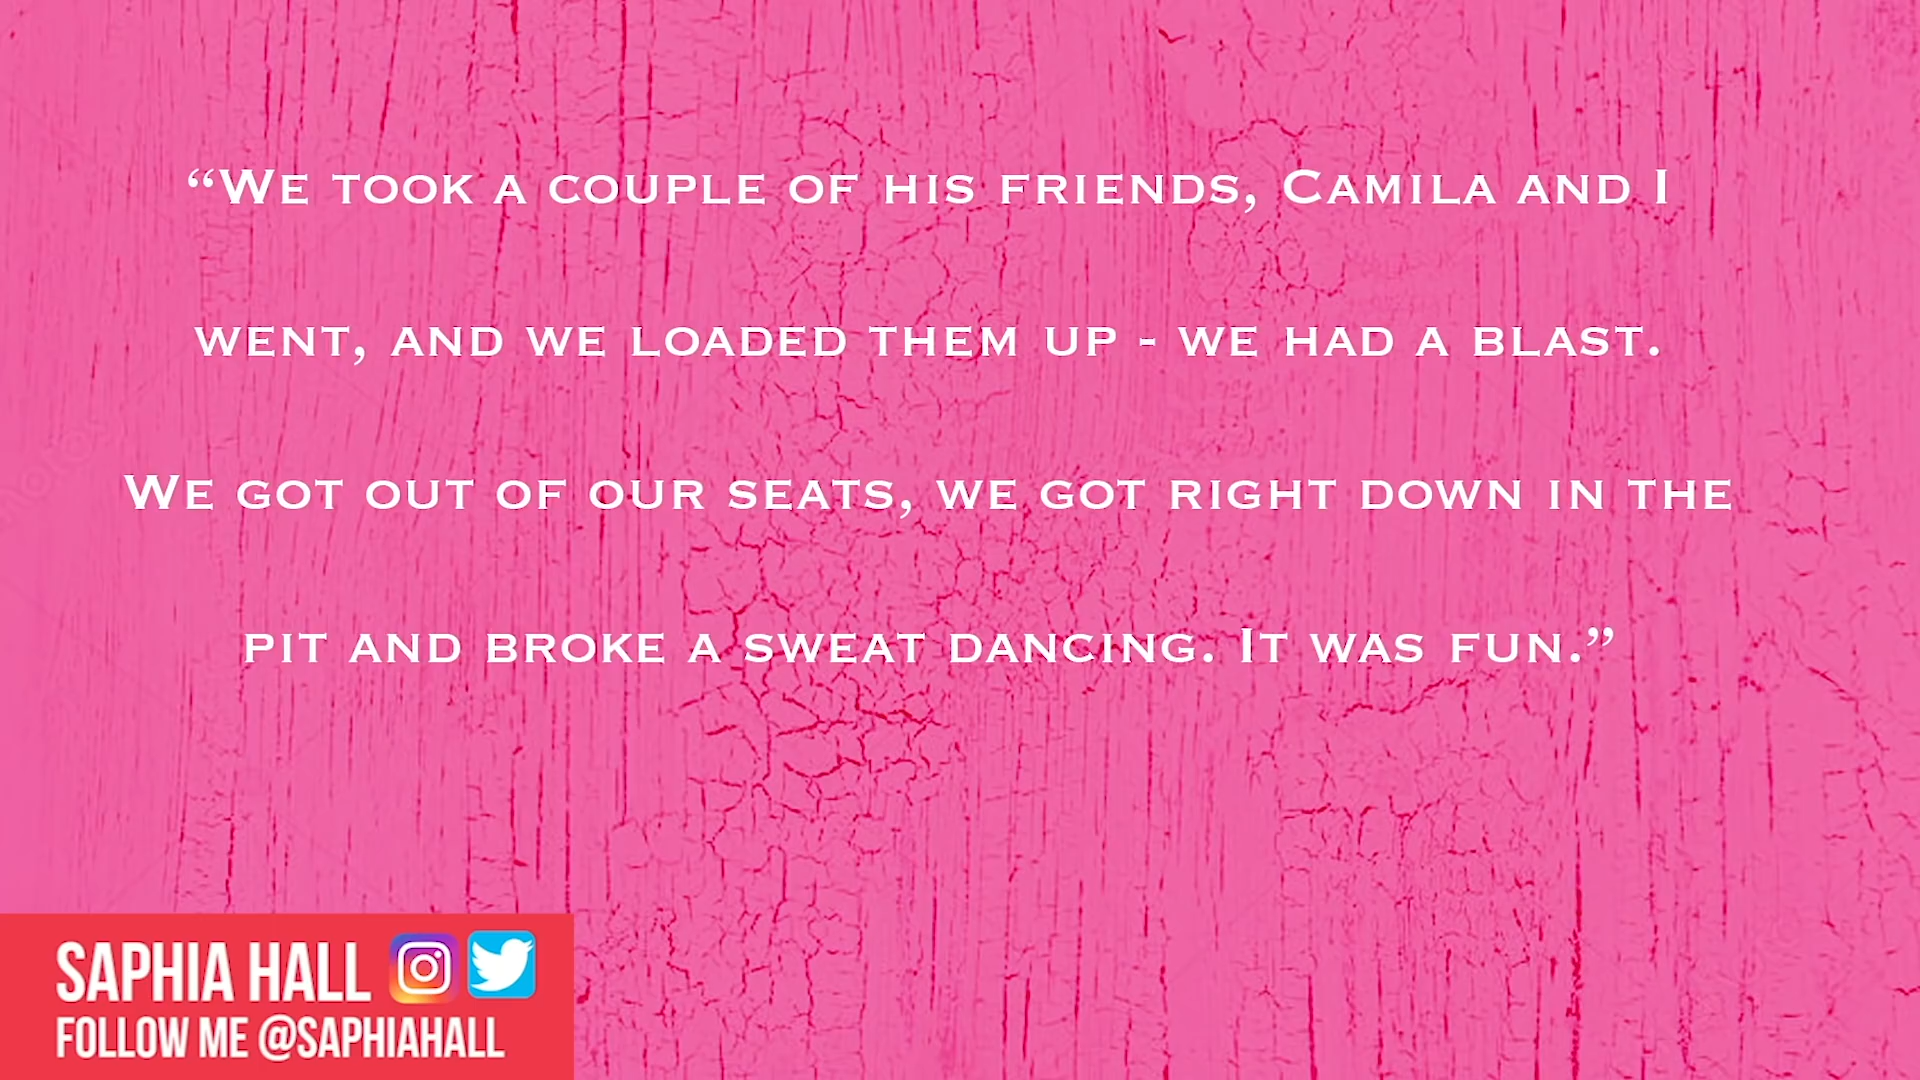 “We took a couple of his friends, Camila and I
went, and we loaded them up - we had a blast.
We got out of our seats, we got right down in the
pit and broke a sweat dancing. It was fun.”
SAPHIA HALL
FOLLOW ME @SAPHIAHALL